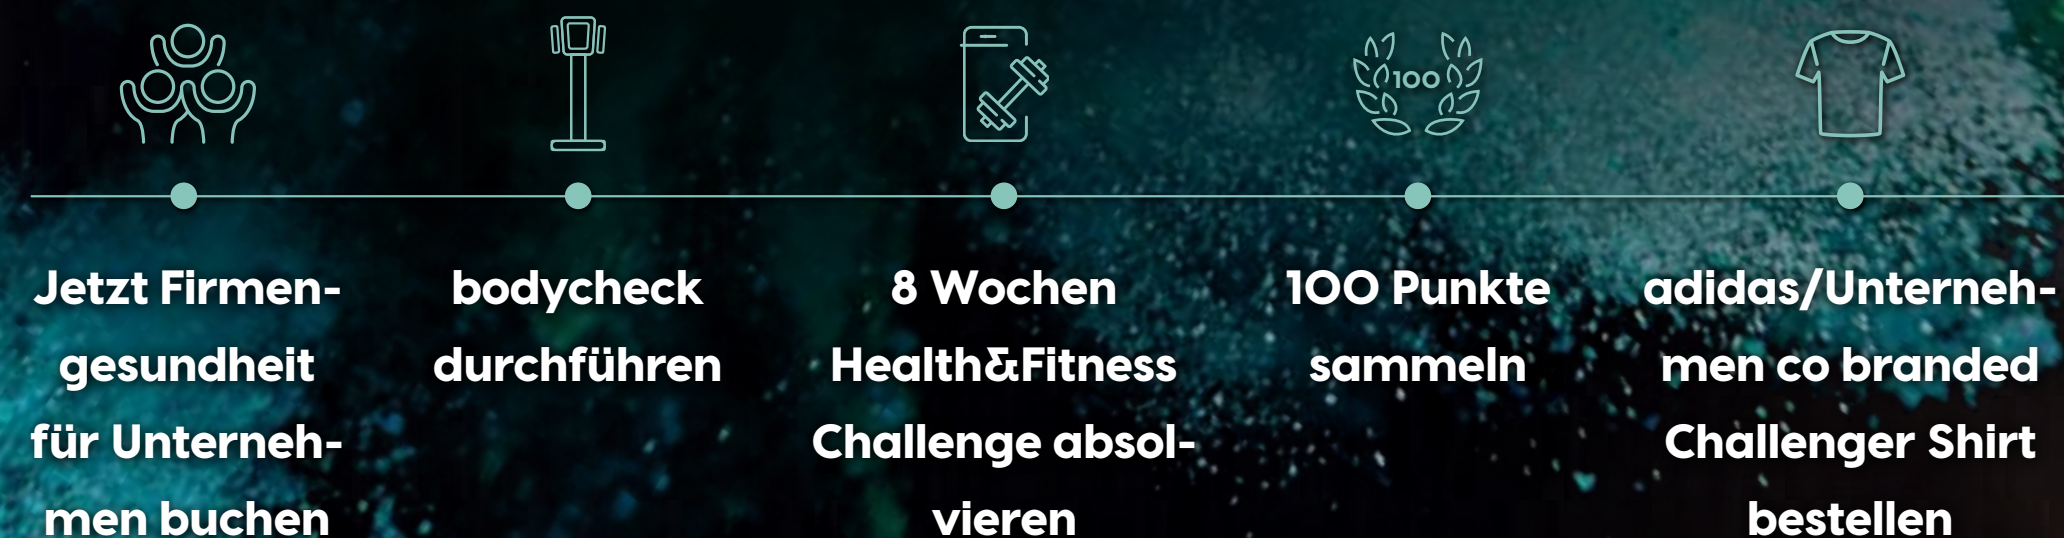 100
Jetzt Firmen-
gesundheit
für Unterneh-
men buchen
bodycheck
durchführen
8 Wochen
Health&Fitness
Challenge absol-
vieren
100 Punkte
sammeln
adidas/Unterneh-
men co branded
Challenger Shirt
bestellen